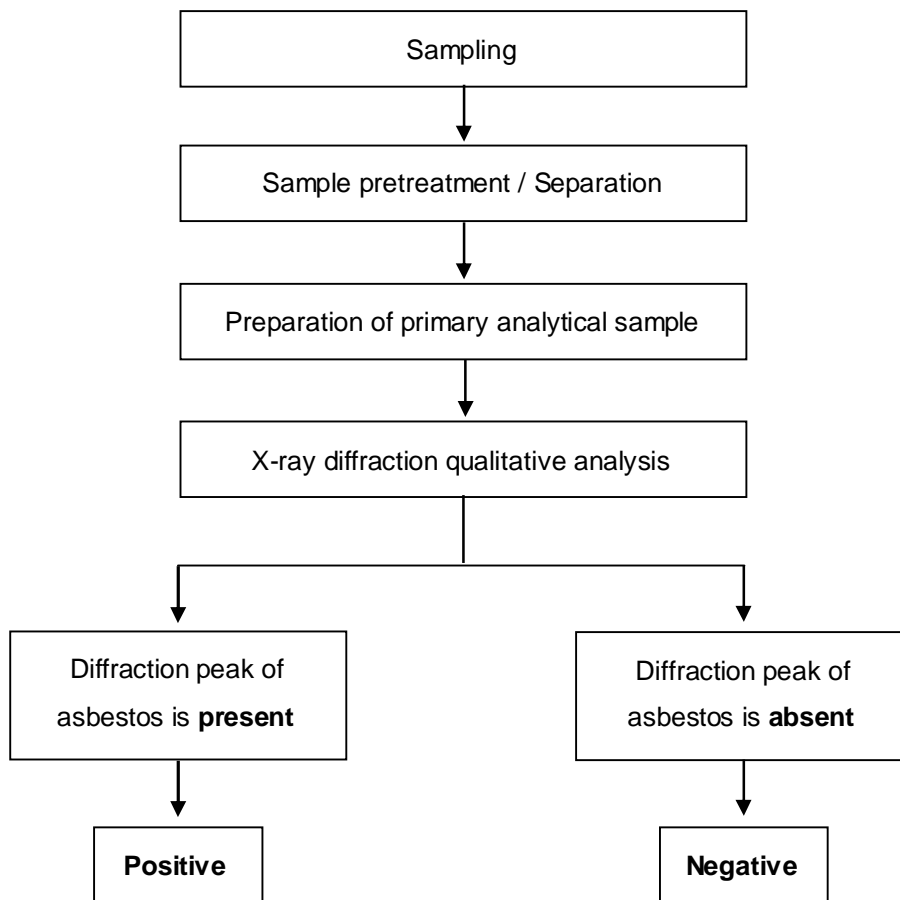 Sampling
Sample pretreatment / Separation
Preparation of primary analytical sample
X-ray diffraction qualitative analysis
Diffraction peak of
asbestos is present
Diffraction peak of
asbestos is absent
Positive
Negative